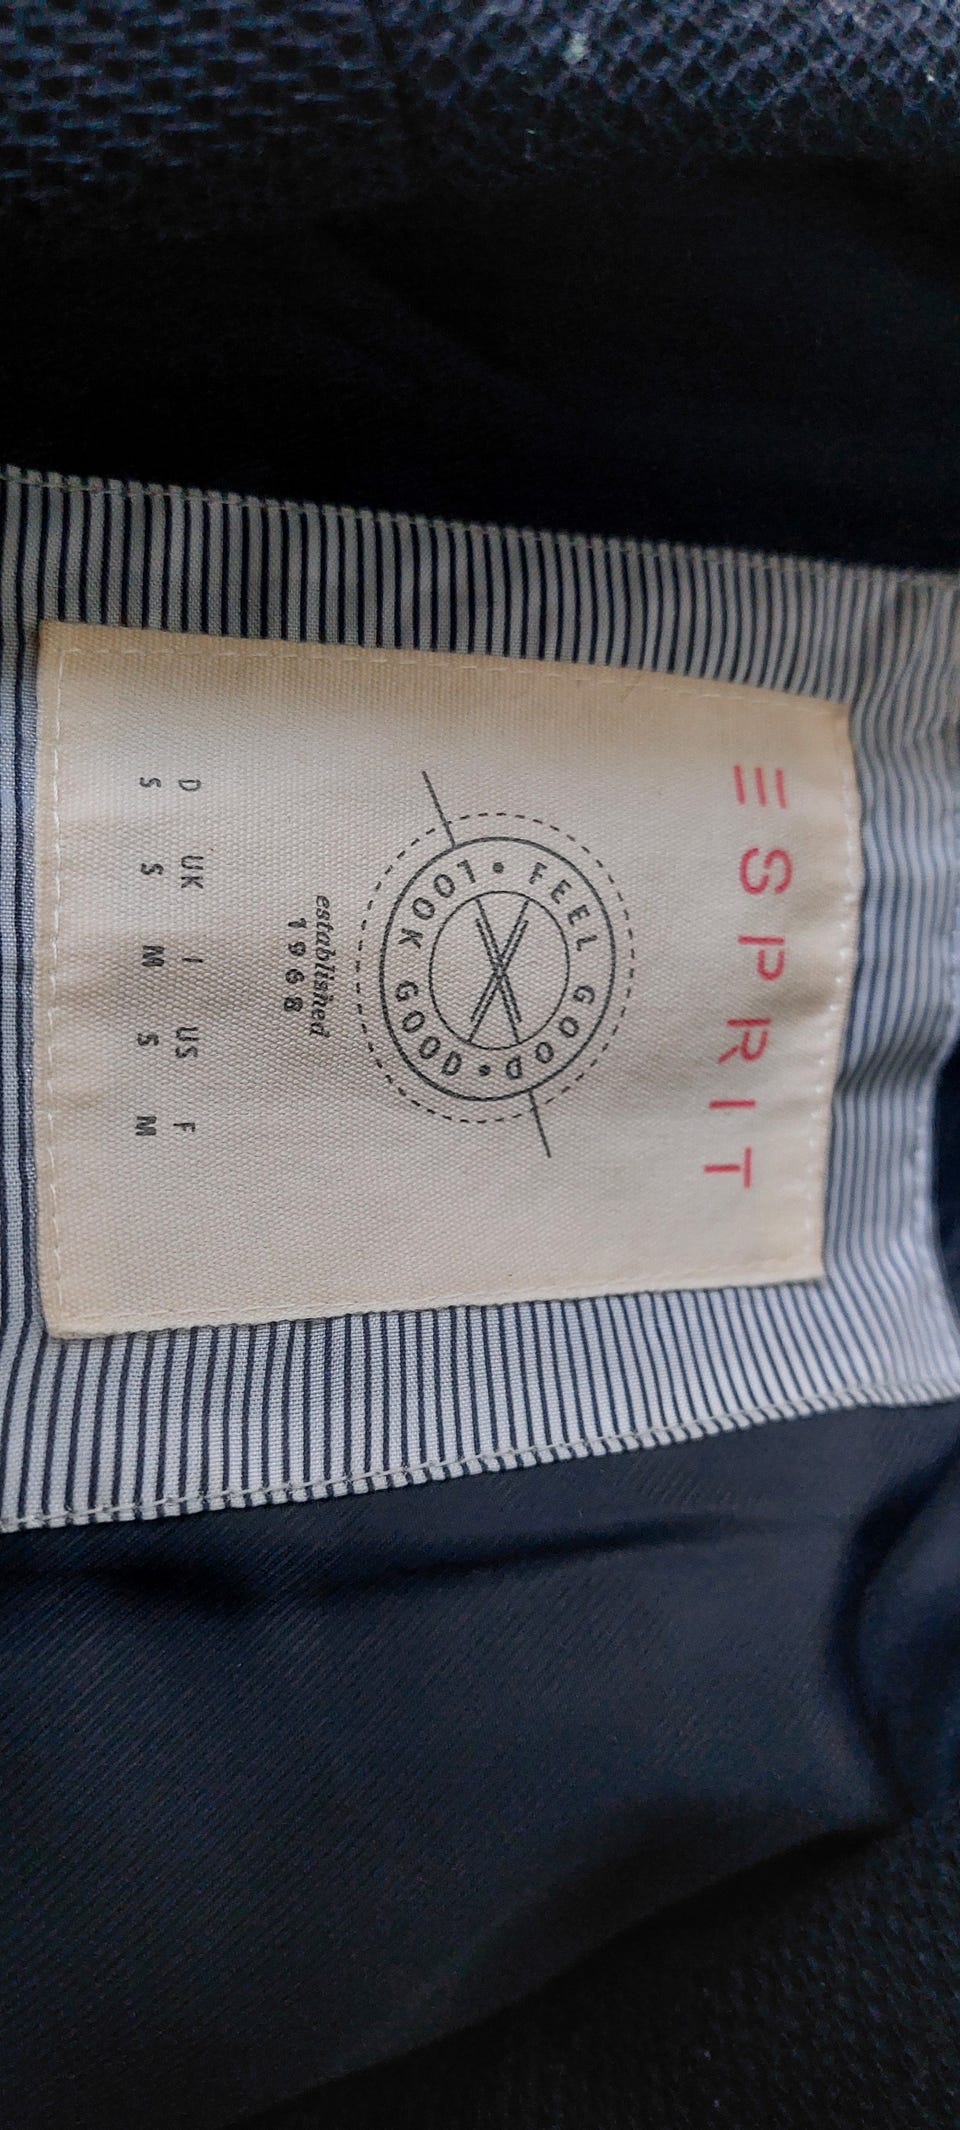 ESPRIT
• FEEL GOOD • LOOK GOOD
established
1968
D UK I US F
S S M S M